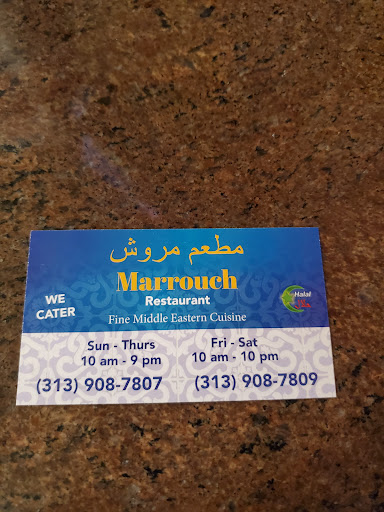 مطعم مروش
Marrouch
Restaurant
WE
CATER
Halal
Fine Middle Eastern Cuisine
Sun - Thurs
10 am - 9 pm
Fri - Sat
10 am - 10 pm
(313) 908-7807
(313) 908-7809